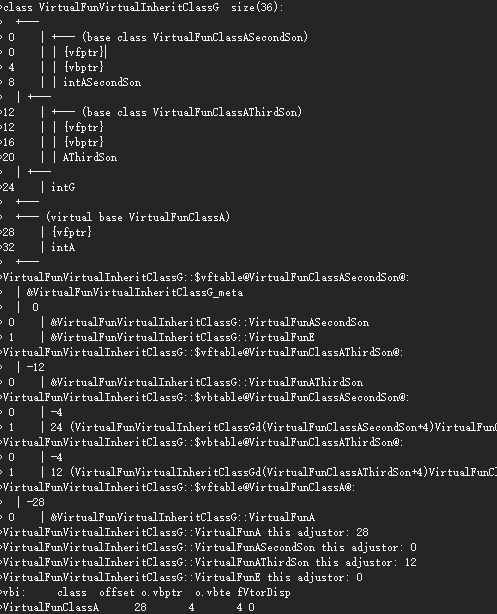 >class VirtualFunVirtualInheritClassG  size(36):
> +---
> 0    | +--- (base class VirtualFunClassASecondSon)
> 0    | | {vfptr}
> 4    | | {vbptr}
> 8    | | intASecondSon
>  | +---
>12    | +--- (base class VirtualFunClassAThirdSon)
>12    | | {vfptr}
>16    | | {vbptr}
>20    | | AThirdSon
>  | +---
>24    | intG
> +---
> +--- (virtual base VirtualFunClassA)
>28    | {vfptr}
>32    | intA
> +---
>VirtualFunVirtualInheritClassG::$vftable@VirtualFunClassASecondSon@:
>  | &VirtualFunVirtualInheritClassG_meta
>  |  0
> 0    | &VirtualFunVirtualInheritClassG::VirtualFunASecondSon
> 1    | &VirtualFunVirtualInheritClassG::VirtualFunE
>VirtualFunVirtualInheritClassG::$vftable@VirtualFunClassAThirdSon@:
>  | -12
> 0    | &VirtualFunVirtualInheritClassG::VirtualFunAThirdSon
>VirtualFunVirtualInheritClassG::$vbtable@VirtualFunClassASecondSon@:
> 0    | -4
> 1    | 24 (VirtualFunVirtualInheritClassGd(VirtualFunClassASecondSon+4)VirtualFun
>VirtualFunVirtualInheritClassG::$vbtable@VirtualFunClassAThirdSon@:
> 0    | -4
> 1    | 12 (VirtualFunVirtualInheritClassGd(VirtualFunClassAThirdSon+4)VirtualFun
>VirtualFunVirtualInheritClassG::$vftable@VirtualFunClassA@:
>  | -28
> 0    | &VirtualFunVirtualInheritClassG::VirtualFunA
>VirtualFunVirtualInheritClassG::VirtualFunA this adjustor: 28
>VirtualFunVirtualInheritClassG::VirtualFunASecondSon this adjustor: 0
>VirtualFunVirtualInheritClassG::VirtualFunAThirdSon this adjustor: 12
>VirtualFunVirtualInheritClassG::VirtualFunE this adjustor: 0
>vbi:     class  offset o.vbptr  o.vbte fVtorDisp
>VirtualFunClassA      28       4       4 0